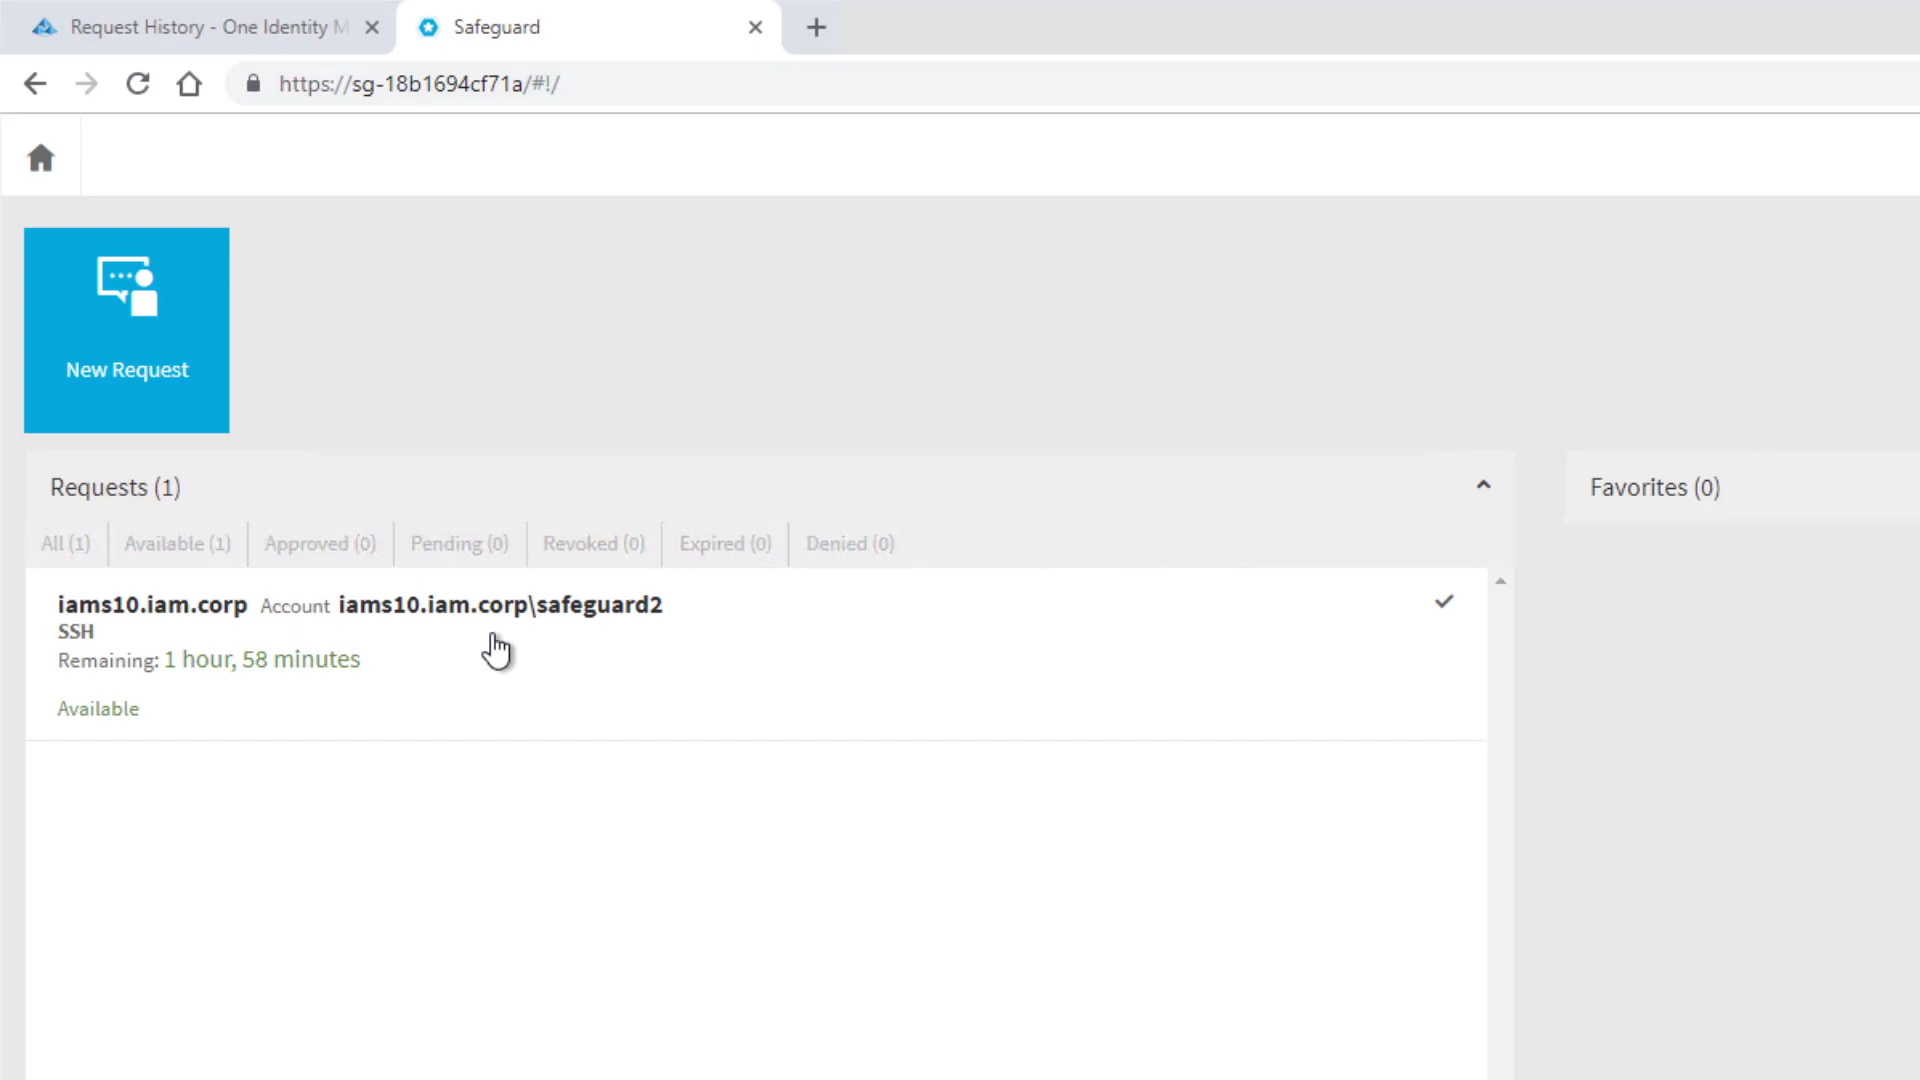 Request History - One Identity M
Safeguard
https://sg-18b1694cf71a/#!/
New Request
Requests (1)
Favorites (0)
All (1) Available (1) Approved (0) Pending (0) Revoked (0) Expired (0) Denied (0)
iams10.iam.corp Account iams10.iam.corp\safeguard2
SSH
Remaining: 1 hour, 58 minutes
Available